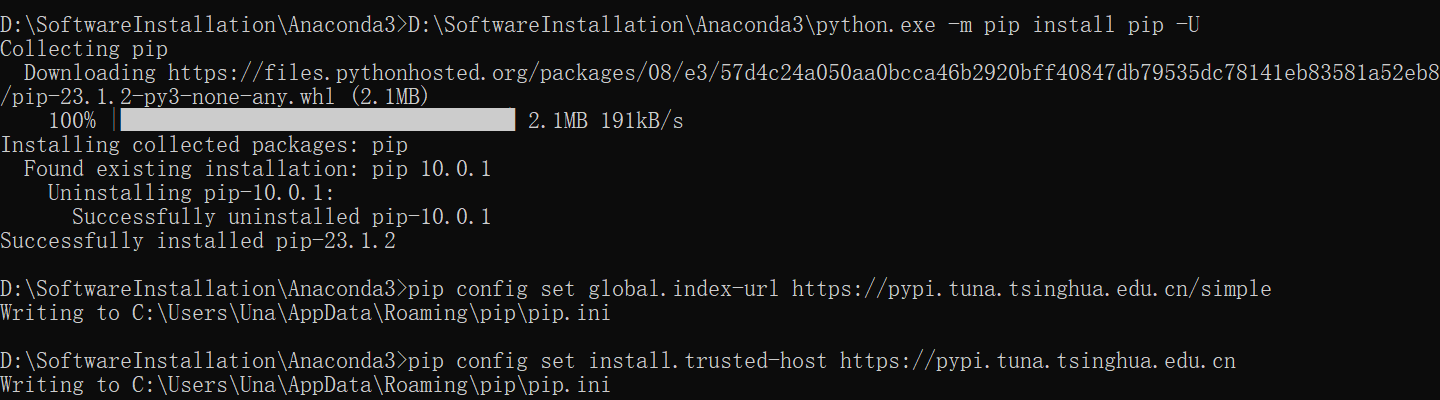 D:\SoftwareInstallation\Anaconda3>D:\SoftwareInstallation\Anaconda3\python.exe -m pip install pip -U
Collecting pip
  Downloading https://files.pythonhosted.org/packages/08/e3/57d4c24a050aa0bcca46b2920bff40847db79535dc78141eb83581a52eb8
/pip-23.1.2-py3-none-any.whl (2.1MB)
    100% |████████████████████████████████| 2.1MB 191kB/s
Installing collected packages: pip
  Found existing installation: pip 10.0.1
    Uninstalling pip-10.0.1:
      Successfully uninstalled pip-10.0.1
Successfully installed pip-23.1.2
D:\SoftwareInstallation\Anaconda3>pip config set global.index-url https://pypi.tuna.tsinghua.edu.cn/simple
Writing to C:\Users\Una\AppData\Roaming\pip\pip.ini
D:\SoftwareInstallation\Anaconda3>pip config set install.trusted-host https://pypi.tuna.tsinghua.edu.cn
Writing to C:\Users\Una\AppData\Roaming\pip\pip.ini